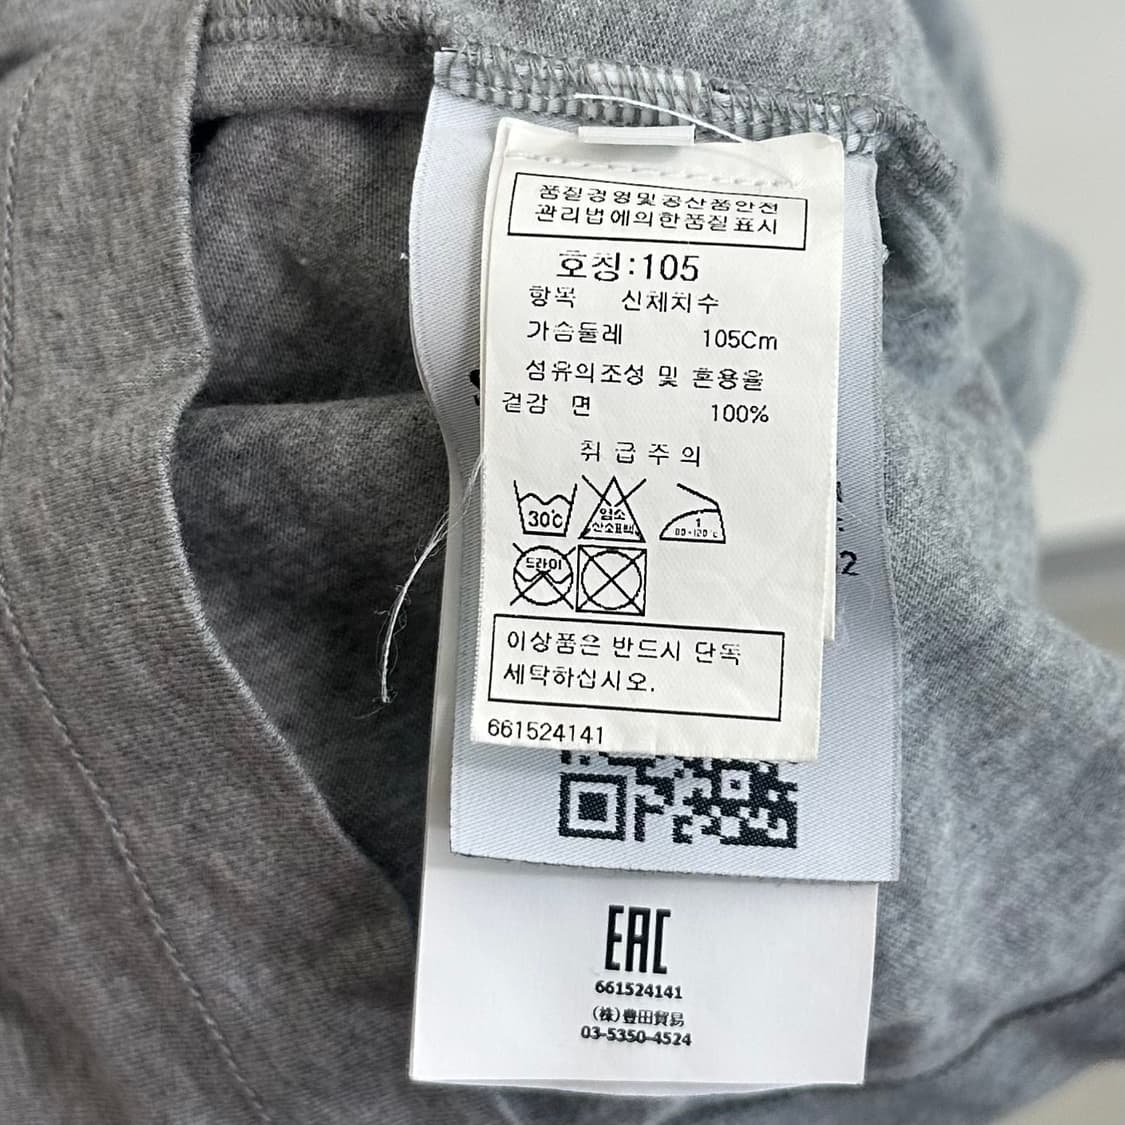 품질경영및공산품안전
관리법에의한품질표시
호칭:105
항목 신체치수
가슴둘레 105Cm
섬유의조성 및 혼용율
겉감 면 100%
취급주의
30℃
염소
산소표백
1
80-120℃
드라이
이상품은 반드시 단독
세탁하십시오.
661524141
2
EAC
661524141
(株)豊田貿易
03-5350-4524